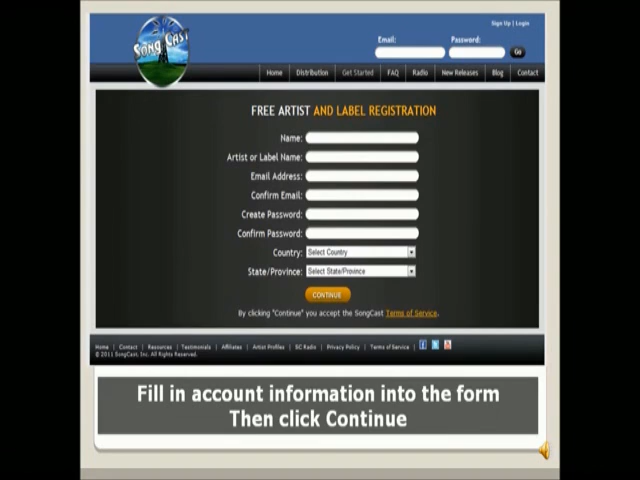 Sign Up | Login
Email:
Password:
SONG CAST
Go
Home
Distribution
Get Started
FAQ
Radio
New Releases
Blog
Contact
FREE ARTIST AND LABEL REGISTRATION
Name:
Artist or Label Name:
Email Address:
Confirm Email:
Create Password:
Confirm Password:
Country: Select Country
State/Province: Select State/Province
CONTINUE
By clicking "Continue" you accept the SongCast Terms of Service.
Home | Contact | Resources | Testimonials | Affiliates | Artist Profiles | SC Radio | Privacy Policy | Terms of Service |
© 2011 SongCast, Inc. All Rights Reserved.
Fill in account information into the form
Then click Continue